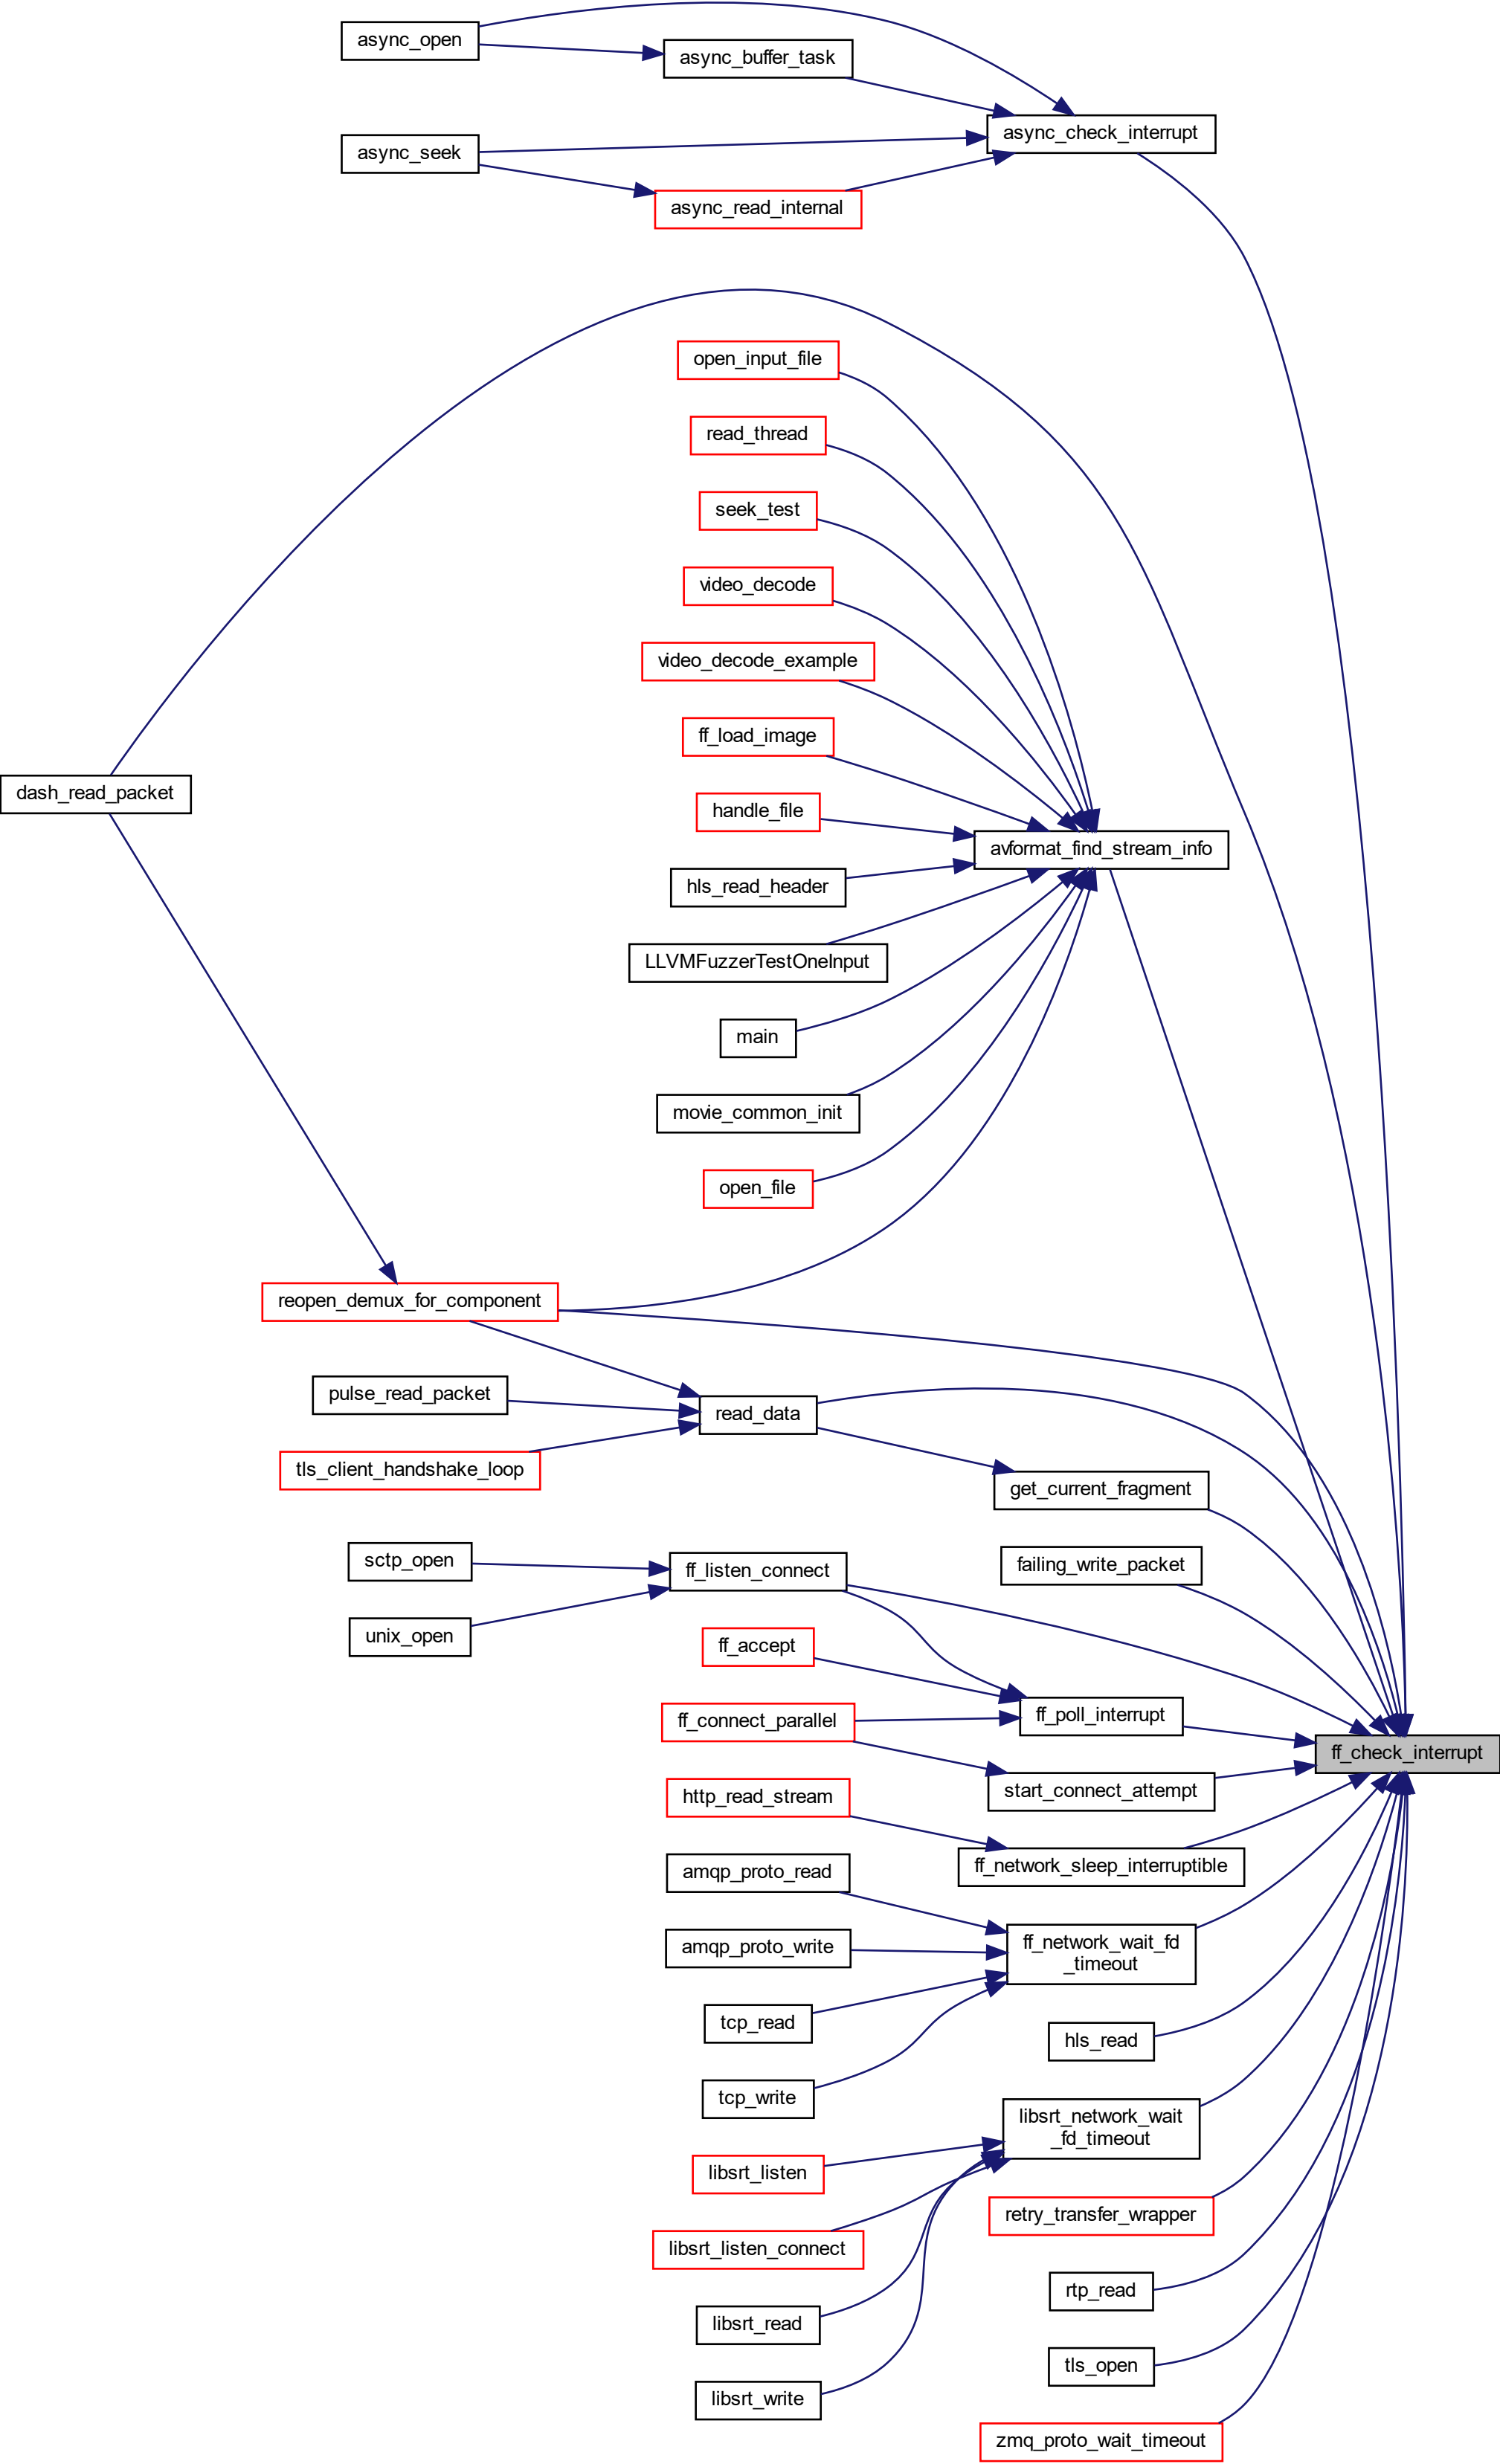 async_open
async_buffer_task
async_check_interrupt
async_seek
async_read_internal
open_input_file
read_thread
seek_test
video_decode
video_decode_example
ff_load_image
dash_read_packet
handle_file
avformat_find_stream_info
hls_read_header
LLVMFuzzerTestOneInput
main
movie_common_init
open_file
reopen_demux_for_component
pulse_read_packet
read_data
tls_client_handshake_loop
get_current_fragment
sctp_open
ff_listen_connect
failing_write_packet
unix_open
ff_accept
ff_connect_parallel
ff_poll_interrupt
ff_check_interrupt
http_read_stream
start_connect_attempt
amqp_proto_read
ff_network_sleep_interruptible
amqp_proto_write
ff_network_wait_fd
_timeout
tcp_read
hls_read
tcp_write
libsrt_network_wait
_fd_timeout
libsrt_listen
retry_transfer_wrapper
libsrt_listen_connect
rtp_read
libsrt_read
tls_open
libsrt_write
zmq_proto_wait_timeout